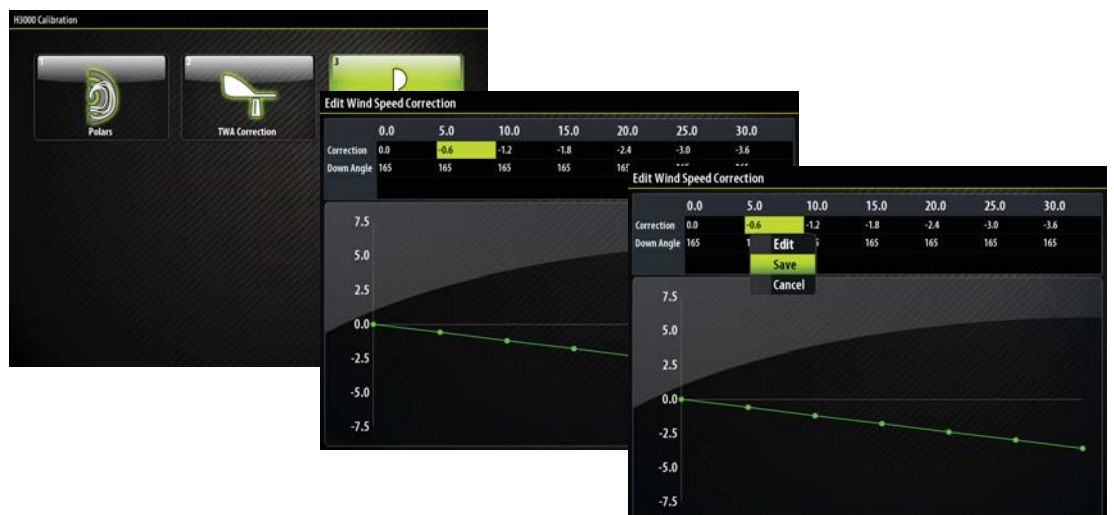 H3000 Calibration
1 2 3
Polars TWA Correction
Edit Wind Speed Correction
0.0 5.0 10.0 15.0 20.0 25.0 30.0
Correction 0.0 -0.6 -1.2 -1.8 -2.4 -3.0 -3.6
Down Angle 165 165 165 165 165
7.5
5.0
2.5
0.0
-2.5
-5.0
-7.5
Edit Wind Speed Correction
0.0 5.0 10.0 15.0 20.0 25.0 30.0
Correction 0.0 -0.6 -1.2 -1.8 -2.4 -3.0 -3.6
Down Angle 165 165 165 165 165
Edit
Save
Cancel
7.5
5.0
2.5
0.0
-2.5
-5.0
-7.5